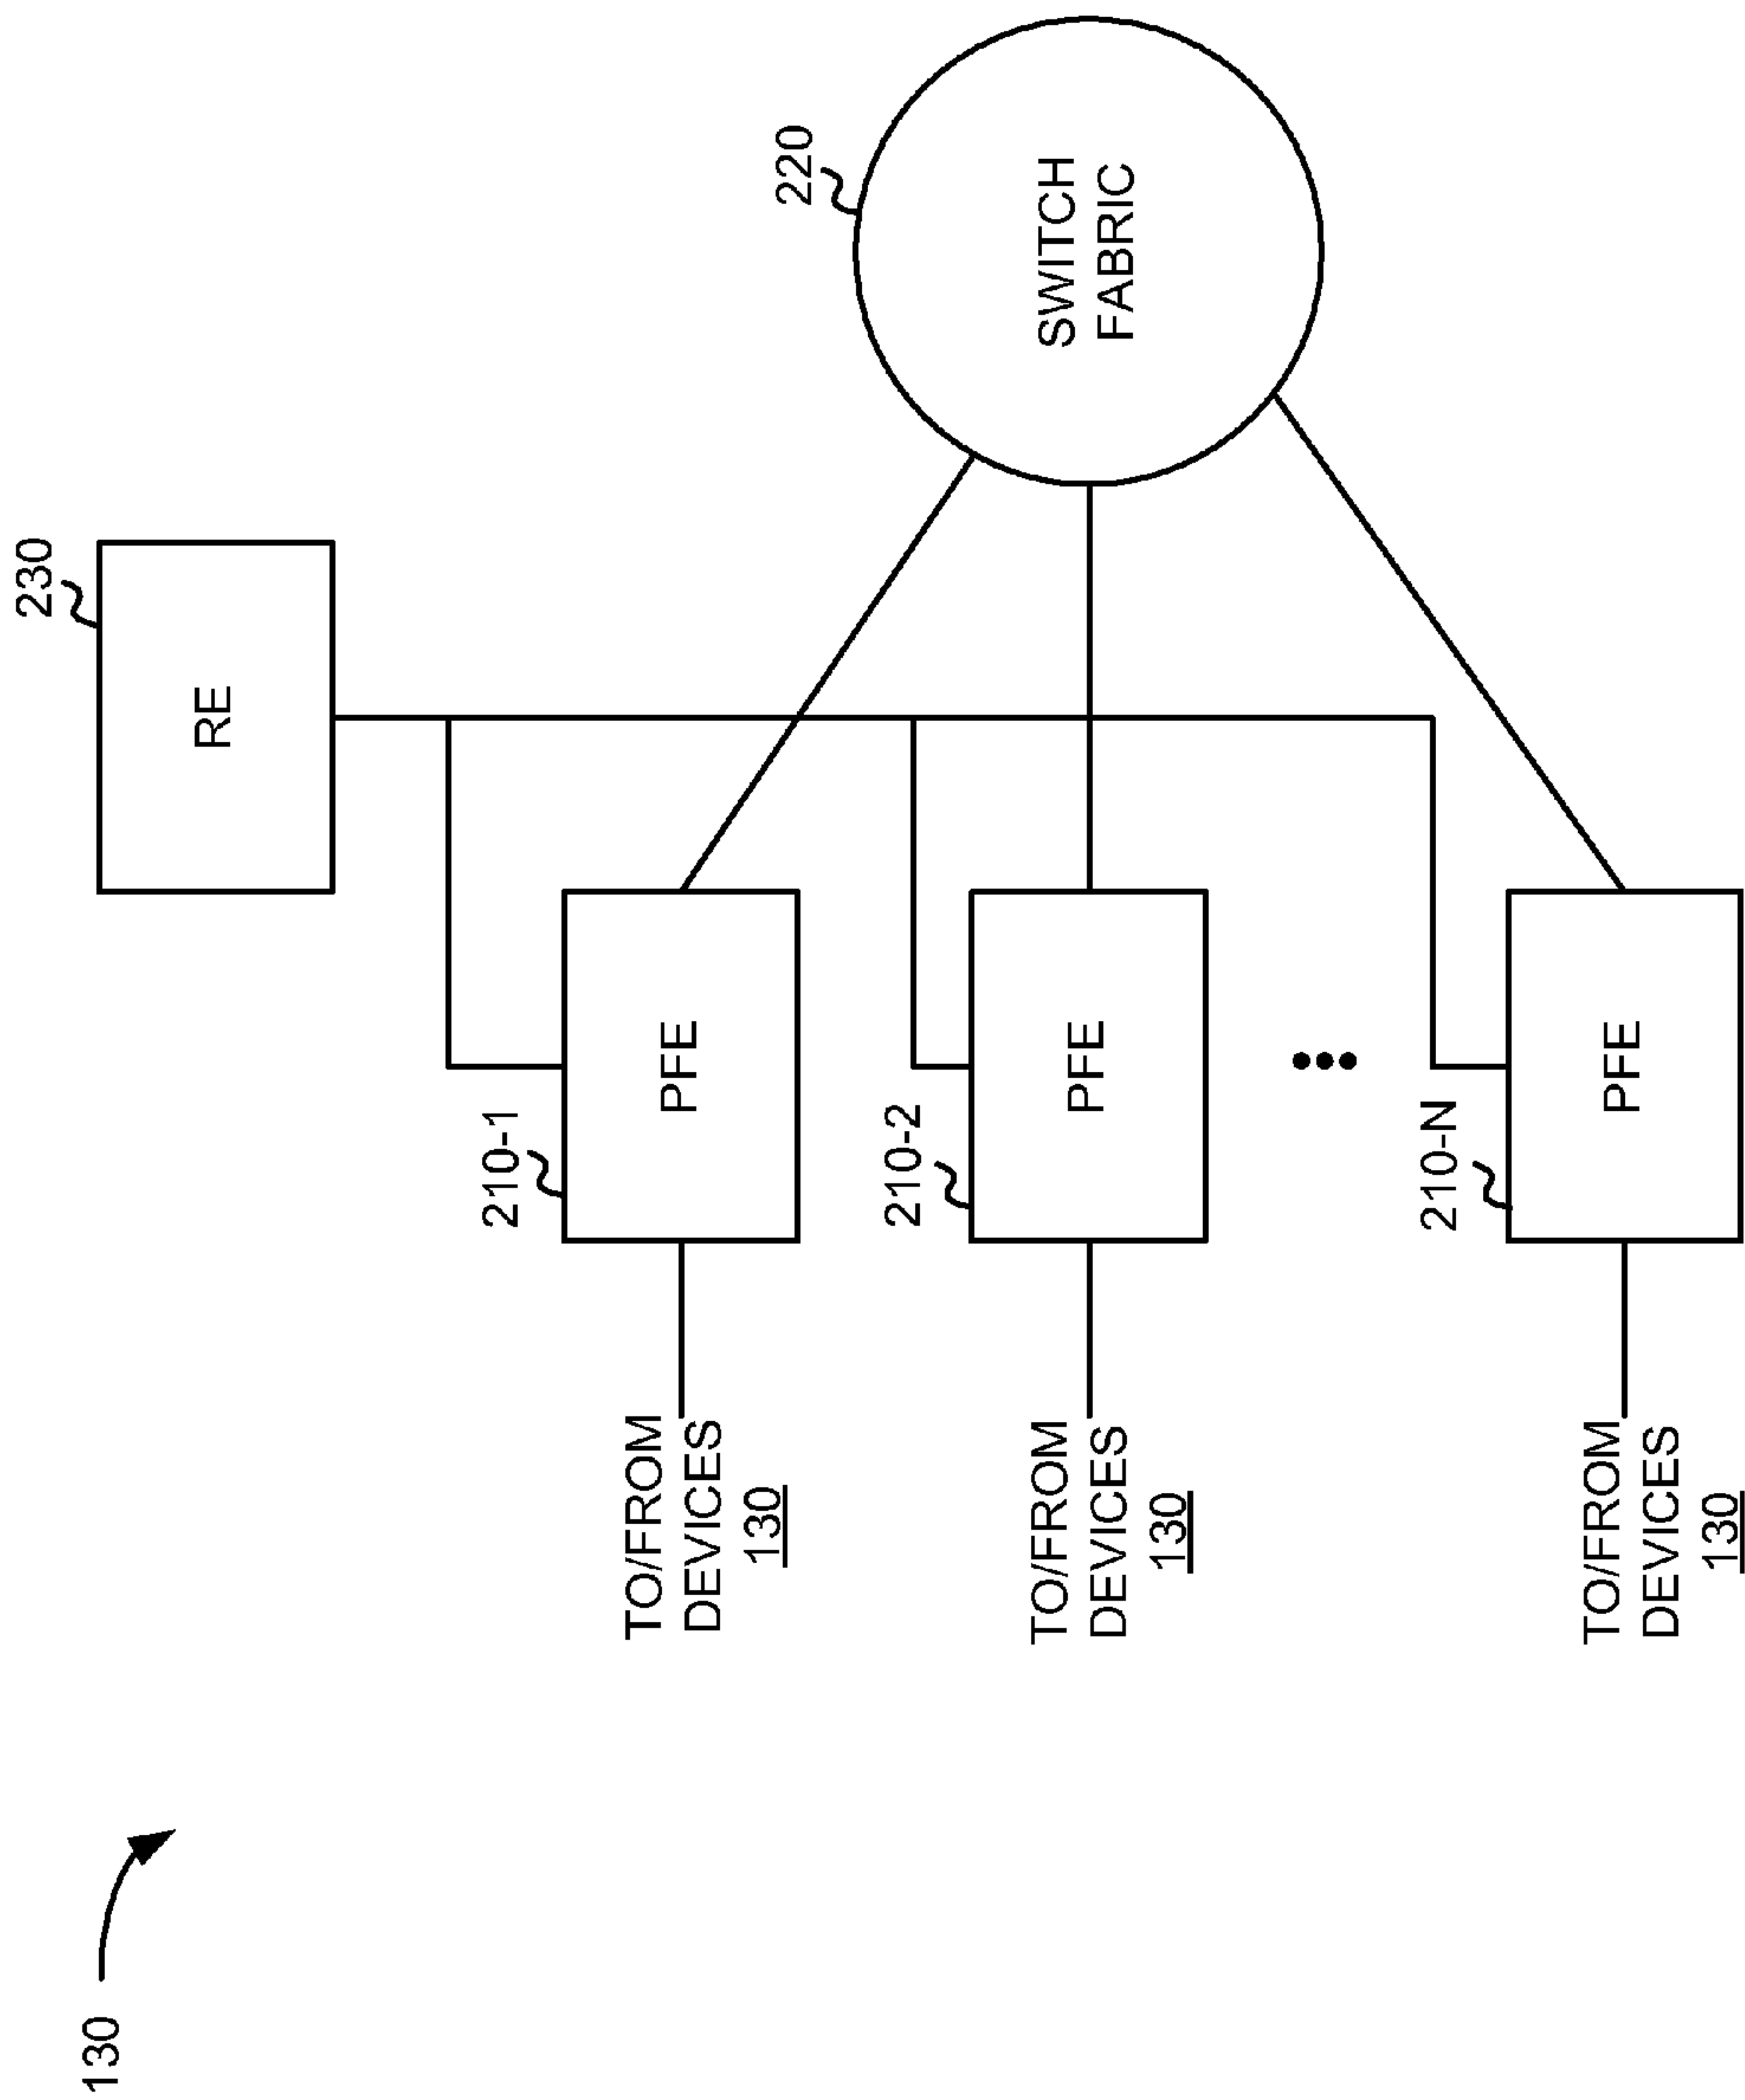 130
230
RE
220
SWITCH
FABRIC
210-1
PFE
TO/FROM
DEVICES
130
210-2
PFE
TO/FROM
DEVICES
130
210-N
PFE
TO/FROM
DEVICES
130